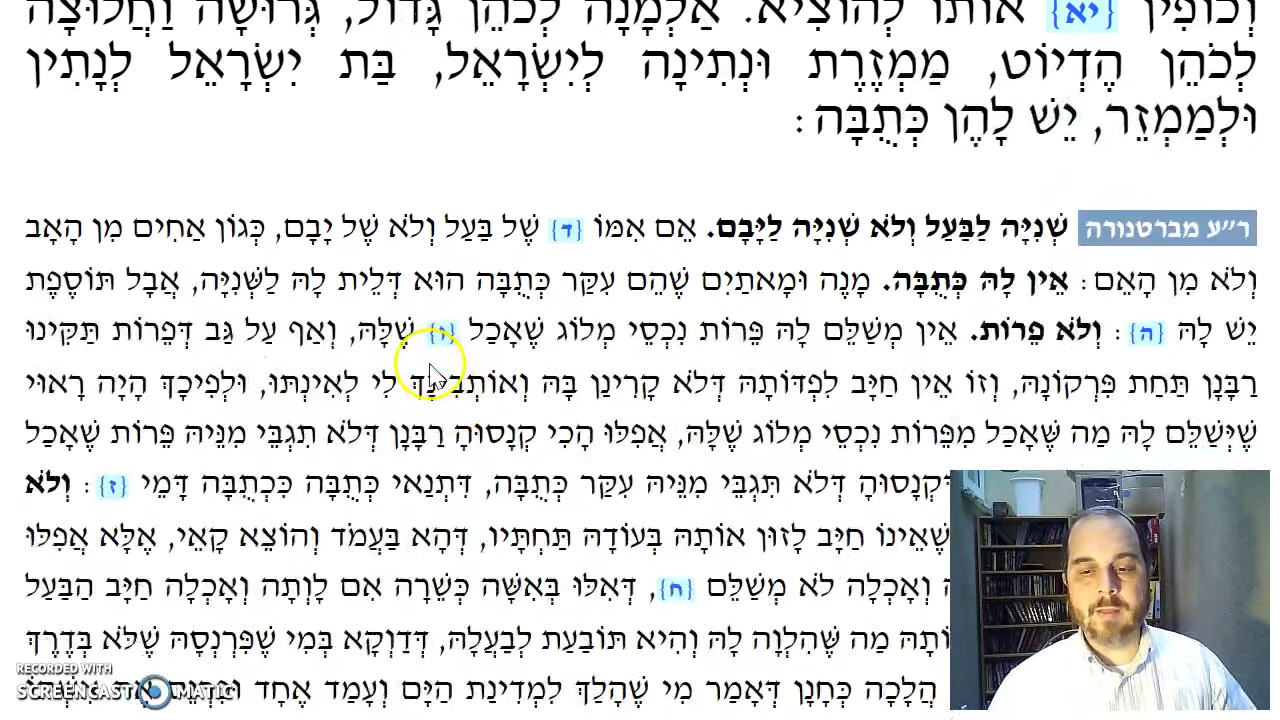 וְכוֹפִין {יא} אוֹתוֹ לְהוֹצִיא. אַלְמָנָה לְכֹהֵן גָּדוֹל, גְּרוּשָׁה וַחֲלוּצָה
לְכֹהֵן הֶדְיוֹט, מַמְזֶרֶת וּנְתִינָה לְיִשְׂרָאֵל, בַּת יִשְׂרָאֵל לְנָתִין
וּלְמַמְזֵר, יֵשׁ לָהֶן כְּתֻבָּה:
ר"ע מברטנורה שְׁנִיָּה לַבַּעַל וְלֹא שְׁנִיָּה לַיָּבָם. אֵם אִמּוֹ {ד} שֶׁל בַּעַל וְלֹא שֶׁל יָבָם, כְּגוֹן אַחִים מִן הָאָב
וְלֹא מִן הָאֵם: אֵין לָהּ כְּתֻבָּה. מָנֶה וּמָאתַיִם שֶׁהֵם עִקַּר כְּתֻבָּה הוּא דְּלֵית לָהּ לַשְּׁנִיָּה, אֲבָל תּוֹסֶפֶת
יֵשׁ לָהּ {ה}: וְלֹא פֵרוֹת. אֵין מְשַׁלֵּם לָהּ פֵּרוֹת נִכְסֵי מְלוֹג שֶׁאָכַל {ו} שֶׁלָּהּ, וְאַף עַל גַּב דְּפֵרוֹת תַּקִּינוּ
רַבָּנָן תַּחַת פִּרְקוֹנָהּ, וְזוֹ אֵין חַיָּב לִפְדּוֹתָהּ דְּלֹא קָרִינַן בָּהּ וְאוֹתְבִנָּךְ לִי לְאִינְתּוּ, וּלְפִיכָךְ הָיָה רָאוּי
שֶׁיְּשַׁלֵּם לָהּ מַה שֶּׁאָכַל מִפֵּרוֹת נִכְסֵי מְלוֹג שֶׁלָּהּ, אֲפִלּוּ הָכִי קְנָסוּהָ רַבָּנָן דְּלֹא תִגְבֵּי מִנֵּיהּ פֵּרוֹת שֶׁאָכַל
דִּקְנָסוּהָ דְּלֹא תִּגְבֵּי מִנֵּיהּ עִקַּר כְּתֻבָּה, דִּתְנַאי כְּתֻבָּה כִּכְתֻבָּה דָּמֵי {ז}: וְלֹא
שֶׁאֵינוֹ חַיָּב לָזוּן אוֹתָהּ בְּעוֹדָהּ תַּחְתָּיו, דְּהָא בַּעֲמֹד וְהוֹצֵא קָאֵי, אֶלָּא אֲפִלּוּ
וְאָכְלָה לֹא מְשַׁלֵּם {ח}, דְּאִלּוּ בְּאִשָּׁה כְּשֵׁרָה אִם לָוְתָה וְאָכְלָה חַיָּב הַבַּעַל
מַה שֶּׁהִלְוָה לָהּ וְהִיא תּוֹבַעַת לְבַעְלָהּ, דְּדַוְקָא בְּמִי שֶׁפִּרְנְסָהּ שֶׁלֹּא בְּדֶרֶךְ
הֲלָכָה כְּחָנָן דְּאָמַר מִי שֶׁהָלַךְ לִמְדִינַת הַיָּם וְעָמַד אֶחָד
RECORDED WITH
SCREENCAST MATIC